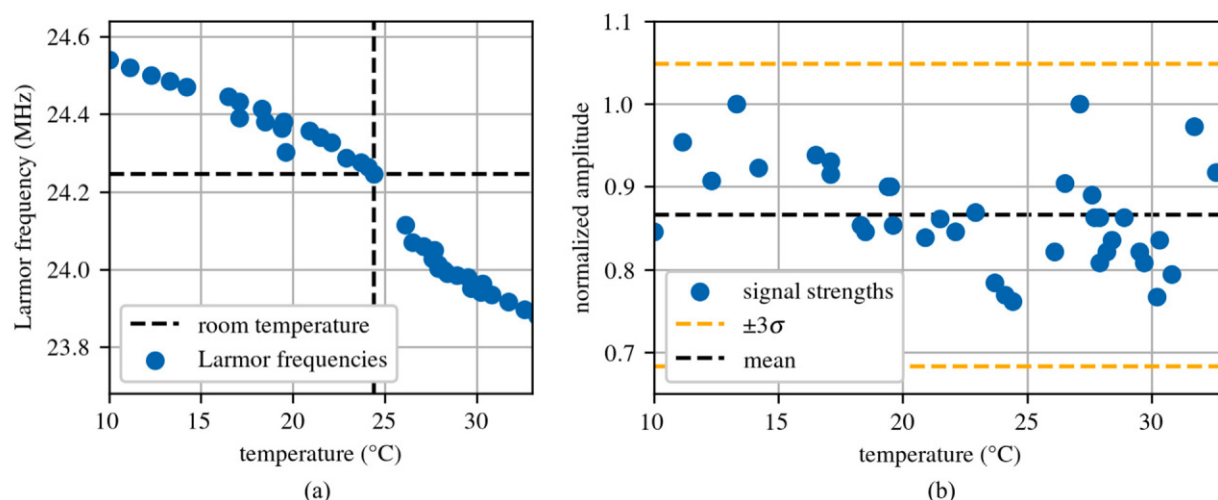 24.6
24.4
24.2
24.0
23.8
Larmor frequency (MHz)
room temperature
Larmor frequencies
10
15
20
25
30
temperature (°C)
(a)
1.1
1.0
0.9
0.8
0.7
normalized amplitude
signal strengths
±3σ
mean
10
15
20
25
30
temperature (°C)
(b)